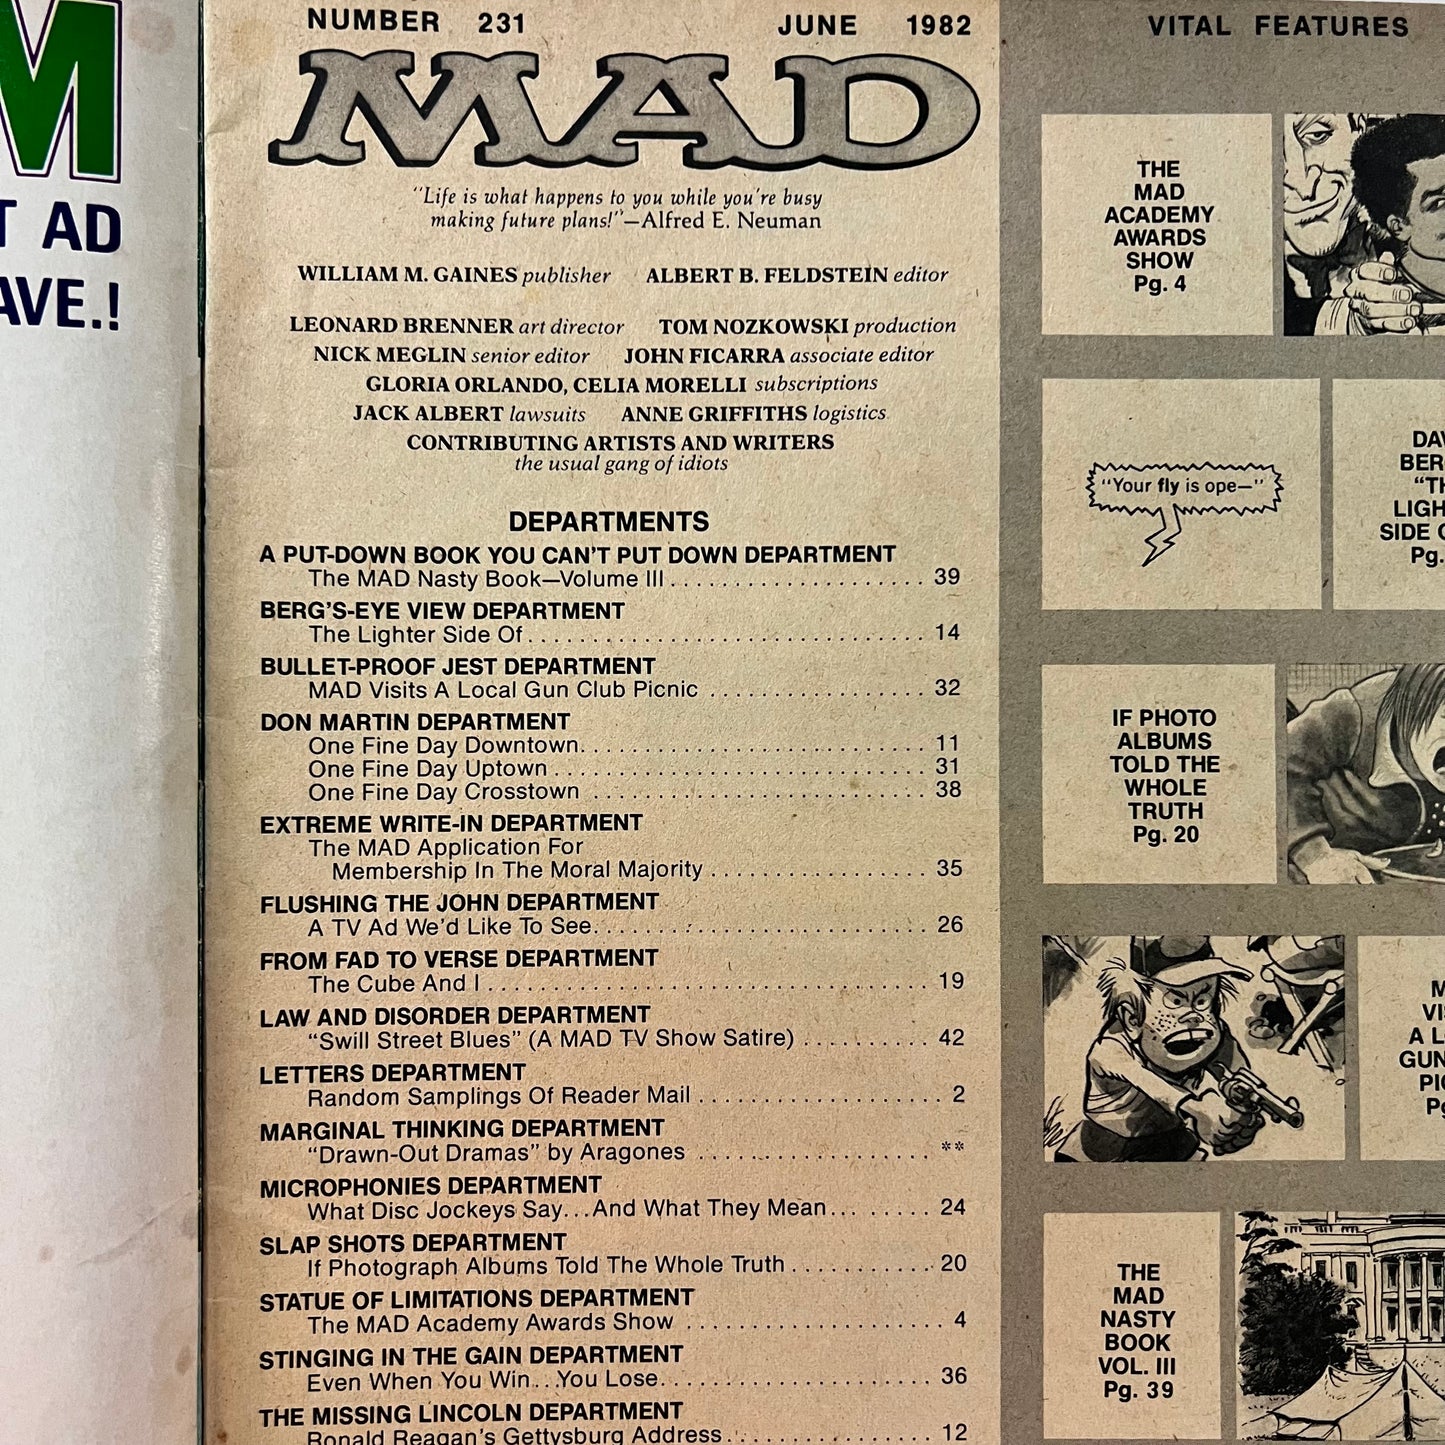 M
T AD
AVE.!
NUMBER 231 JUNE 1982
MAD
"Life is what happens to you while you're busy
making future plans!"—Alfred E. Neuman
WILLIAM M. GAINES publisher ALBERT B. FELDSTEIN editor
LEONARD BRENNER art director TOM NOZKOWSKI production
NICK MEGLIN senior editor JOHN FICARRA associate editor
GLORIA ORLANDO, CELIA MORELLI subscriptions
JACK ALBERT lawsuits ANNE GRIFFITHS logistics
CONTRIBUTING ARTISTS AND WRITERS
the usual gang of idiots
DEPARTMENTS
A PUT-DOWN BOOK YOU CAN'T PUT DOWN DEPARTMENT
The MAD Nasty Book—Volume III . . . . . . . . . . . . . . . . . . . . . . 39
BERG'S-EYE VIEW DEPARTMENT
The Lighter Side Of . . . . . . . . . . . . . . . . . . . . . . . . . . . . . . . . . . 14
BULLET-PROOF JEST DEPARTMENT
MAD Visits A Local Gun Club Picnic . . . . . . . . . . . . . . . . . . . 32
DON MARTIN DEPARTMENT
One Fine Day Downtown. . . . . . . . . . . . . . . . . . . . . . . . . . . . . . 11
One Fine Day Uptown . . . . . . . . . . . . . . . . . . . . . . . . . . . . . . . . 31
One Fine Day Crosstown . . . . . . . . . . . . . . . . . . . . . . . . . . . . . 38
EXTREME WRITE-IN DEPARTMENT
The MAD Application For
Membership In The Moral Majority . . . . . . . . . . . . . . . . . . . 35
FLUSHING THE JOHN DEPARTMENT
A TV Ad We'd Like To See. . . . . . . . . . . . . . . . . . . . . . . . . . . . . 26
FROM FAD TO VERSE DEPARTMENT
The Cube And I . . . . . . . . . . . . . . . . . . . . . . . . . . . . . . . . . . . . . . 19
LAW AND DISORDER DEPARTMENT
"Swill Street Blues" (A MAD TV Show Satire) . . . . . . . . . . . 42
LETTERS DEPARTMENT
Random Samplings Of Reader Mail . . . . . . . . . . . . . . . . . . . . . 2
MARGINAL THINKING DEPARTMENT
"Drawn-Out Dramas" by Aragones . . . . . . . . . . . . . . . . . . . . **
MICROPHONIES DEPARTMENT
What Disc Jockeys Say...And What They Mean... . . . . . . . 24
SLAP SHOTS DEPARTMENT
If Photograph Albums Told The Whole Truth . . . . . . . . . . . . 20
STATUE OF LIMITATIONS DEPARTMENT
The MAD Academy Awards Show . . . . . . . . . . . . . . . . . . . . . . 4
STINGING IN THE GAIN DEPARTMENT
Even When You Win...You Lose. . . . . . . . . . . . . . . . . . . . . . . . 36
THE MISSING LINCOLN DEPARTMENT
Ronald Reagan's Gettysburg Address . . . . . . . . . . . . . . . . . . 12
VITAL FEATURES
THE
MAD
ACADEMY
AWARDS
SHOW
Pg. 4
"Your fly is ope—"
DAV
BER
"TH
LIGH
SIDE O
Pg.
IF PHOTO
ALBUMS
TOLD THE
WHOLE
TRUTH
Pg. 20
M
VIS
A LO
GUN
PIC
Pg
THE
MAD
NASTY
BOOK
VOL. III
Pg. 39